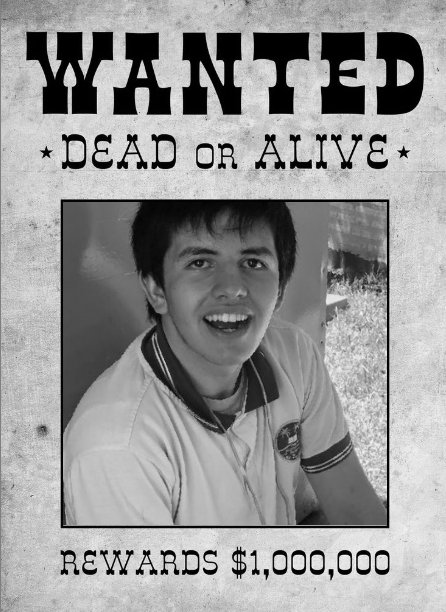 WANTED
★ DEAD OR ALIVE ★
REWARDS $1,000,000